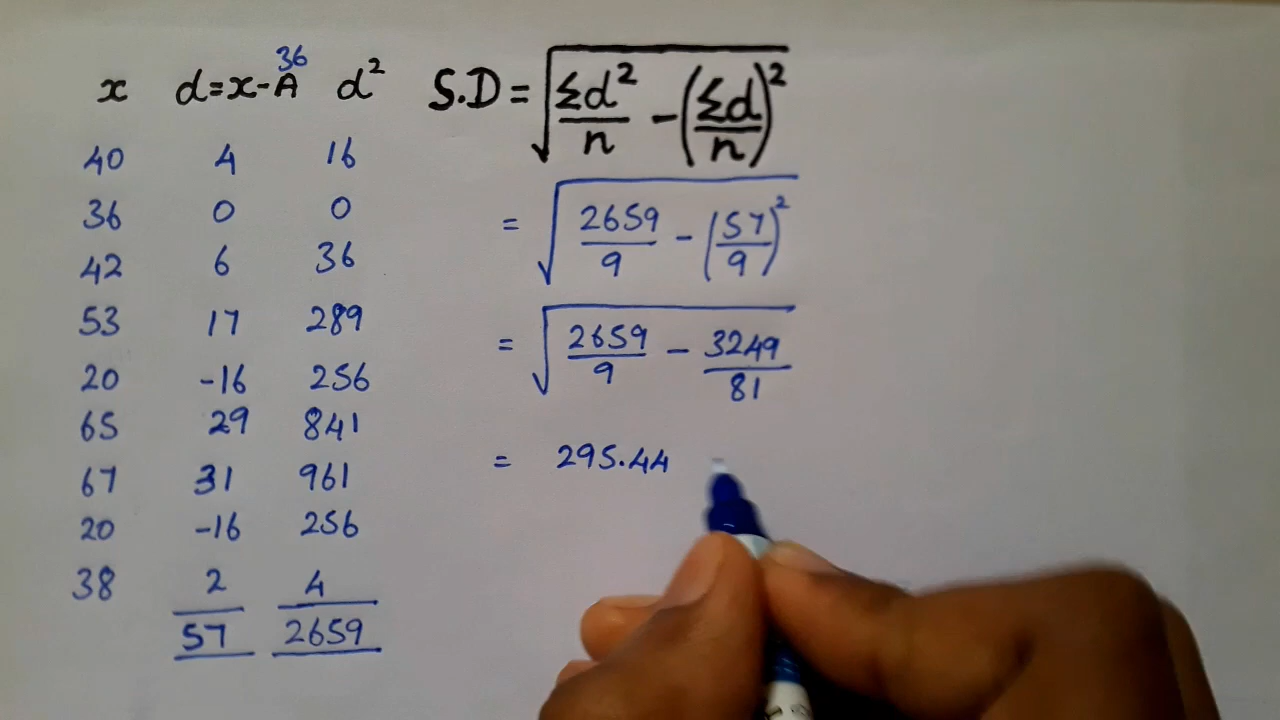 x d=x-A 36 d²
40 4 16
36 0 0
42 6 36
53 17 289
20 -16 256
65 29 841
67 31 961
20 -16 256
38 2 4
57 2659
S.D = √(Σd²/n - (Σd/n)²)
= √(2659/9 - (57/9)²)
= √(2659/9 - 3249/81)
= 295.44